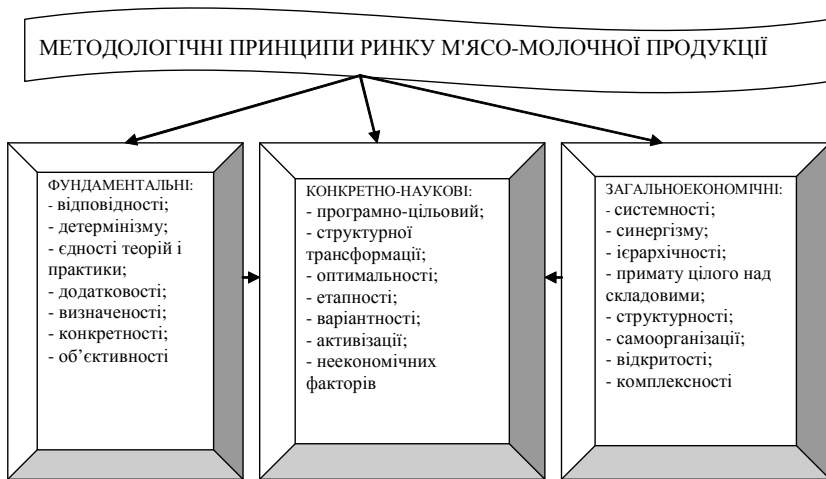 МЕТОДОЛОГІЧНІ ПРИНЦИПИ РИНКУ М'ЯСО-МОЛОЧНОЇ ПРОДУКЦІЇ
ФУНДАМЕНТАЛЬНІ:
- відповідності;
- детермінізму;
- єдності теорій і
практики;
- додатковості;
- визначеності;
- конкретності;
- об’єктивності
КОНКРЕТНО-НАУКОВІ:
- програмно-цільовий;
- структурної
трансформації;
- оптимальності;
- етапності;
- варіантності;
- активізації;
- неекономічних
факторів
ЗАГАЛЬНОЕКОНОМІЧНІ:
- системності;
- синергізму;
- ієрархічності;
- примату цілого над
складовими;
- структурності;
- самоорганізації;
- відкритості;
- комплексності